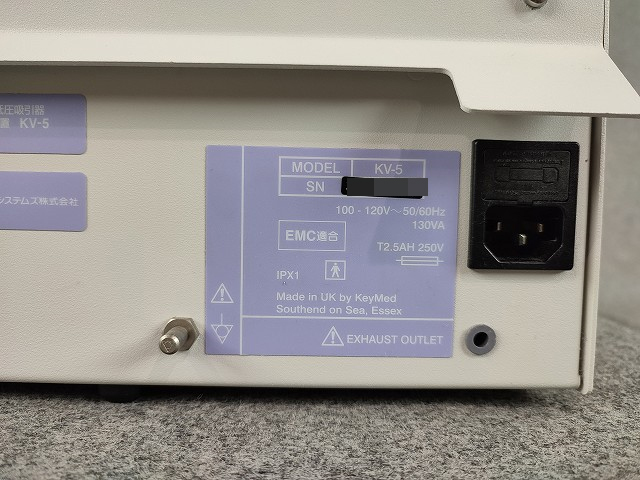 圧吸引器
KV-5
システムズ株式会社
MODEL KV-5
SN
100 - 120V～50/60Hz
130VA
EMC適合
T2.5AH 250V
IPX1
Made in UK by KeyMed
Southend on Sea, Essex
EXHAUST OUTLET